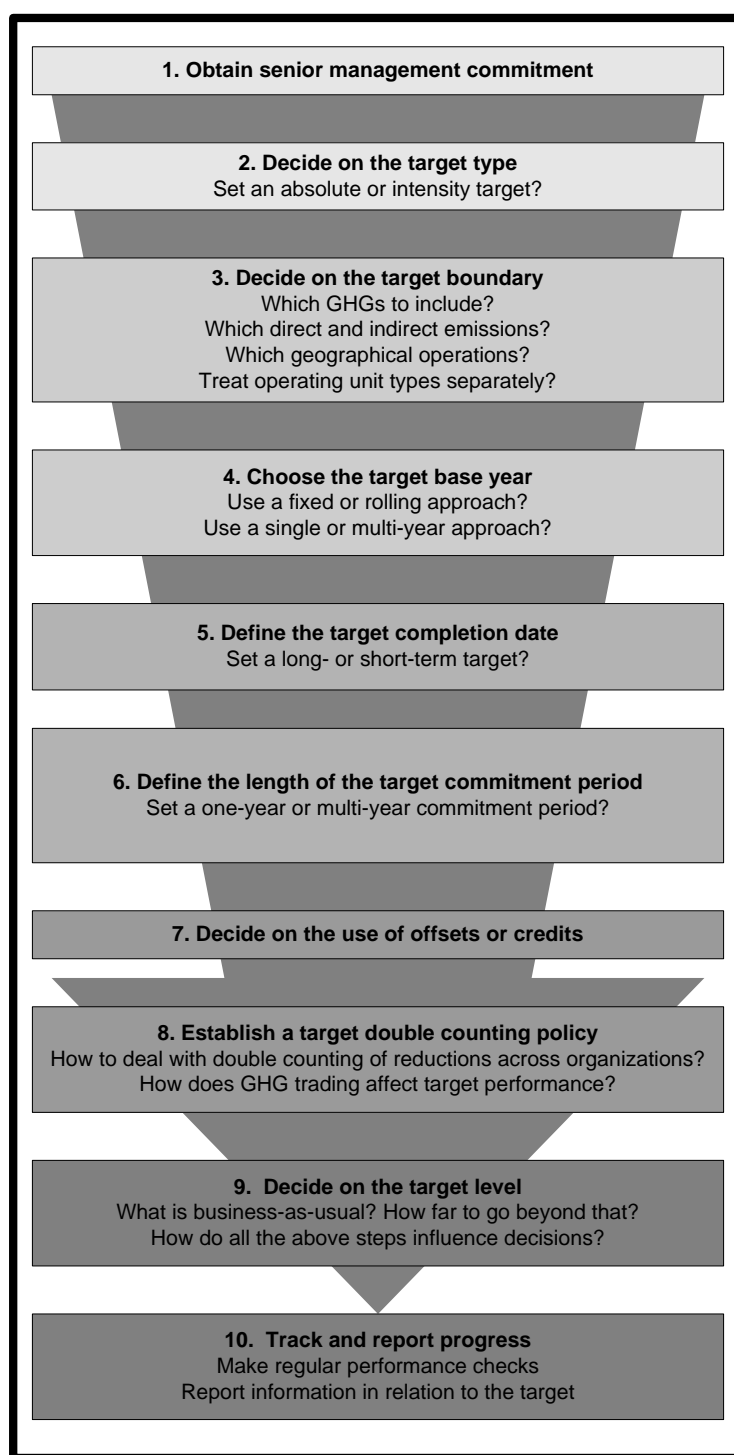 1. Obtain senior management commitment
2. Decide on the target type
Set an absolute or intensity target?
3. Decide on the target boundary
Which GHGs to include?
Which direct and indirect emissions?
Which geographical operations?
Treat operating unit types separately?
4. Choose the target base year
Use a fixed or rolling approach?
Use a single or multi-year approach?
5. Define the target completion date
Set a long- or short-term target?
6. Define the length of the target commitment period
Set a one-year or multi-year commitment period?
7. Decide on the use of offsets or credits
8. Establish a target double counting policy
How to deal with double counting of reductions across organizations?
How does GHG trading affect target performance?
9. Decide on the target level
What is business-as-usual? How far to go beyond that?
How do all the above steps influence decisions?
10. Track and report progress
Make regular performance checks
Report information in relation to the target